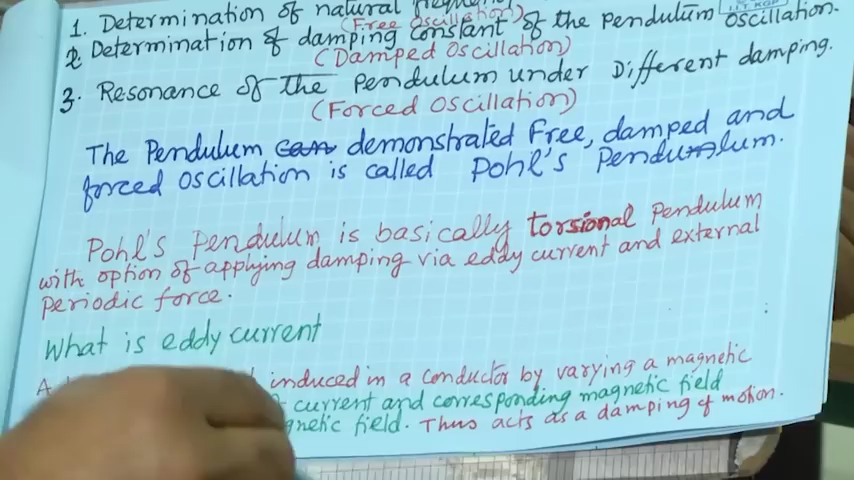 1. Determination of natural
(Free Oscillation)
2. Determination of damping constant of the pendulum oscillation.
(Damped Oscillation)
3. Resonance of the pendulum under Different damping.
(Forced Oscillation)
The Pendulum can demonstrated Free, damped and
forced oscillation is called Pohl's Pendulum.
Pohl's Pendulum is basically torsional Pendulum
with option of applying damping via eddy current and external
periodic force.
What is eddy current
A induced in a conductor by varying a magnetic
current and corresponding magnetic field
field. Thus acts as a damping of motion.